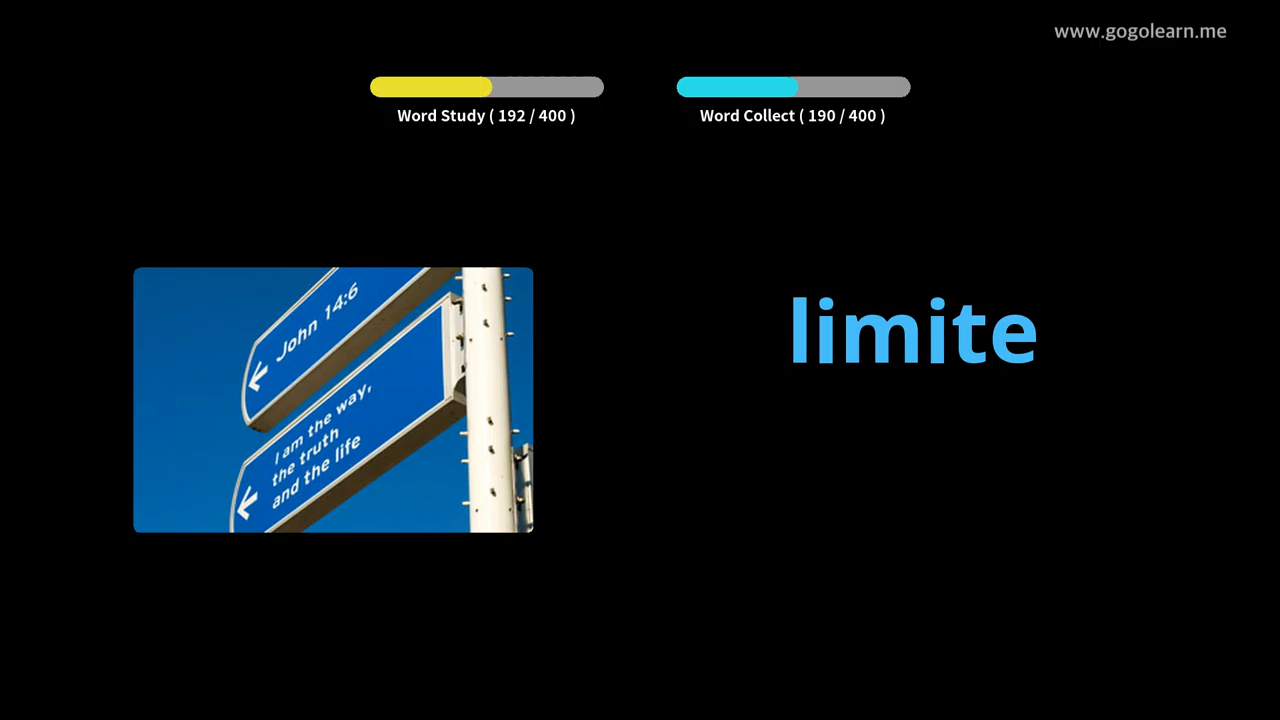 www.gogolearn.me
Word Study ( 192 / 400 )
Word Collect ( 190 / 400 )
John 14:6
I am the way,
the truth
and the life
limite